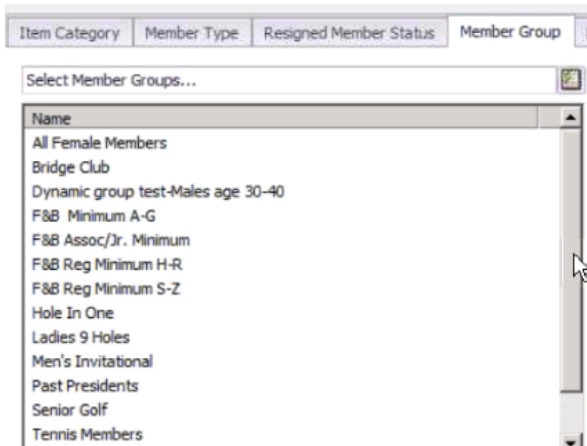 Item Category Member Type Resigned Member Status Member Group
Select Member Groups...
Name
All Female Members
Bridge Club
Dynamic group test-Males age 30-40
F&B  Minimum A-G
F&B Assoc/Jr. Minimum
F&B Reg Minimum H-R
F&B Reg Minimum S-Z
Hole In One
Ladies 9 Holes
Men's Invitational
Past Presidents
Senior Golf
Tennis Members